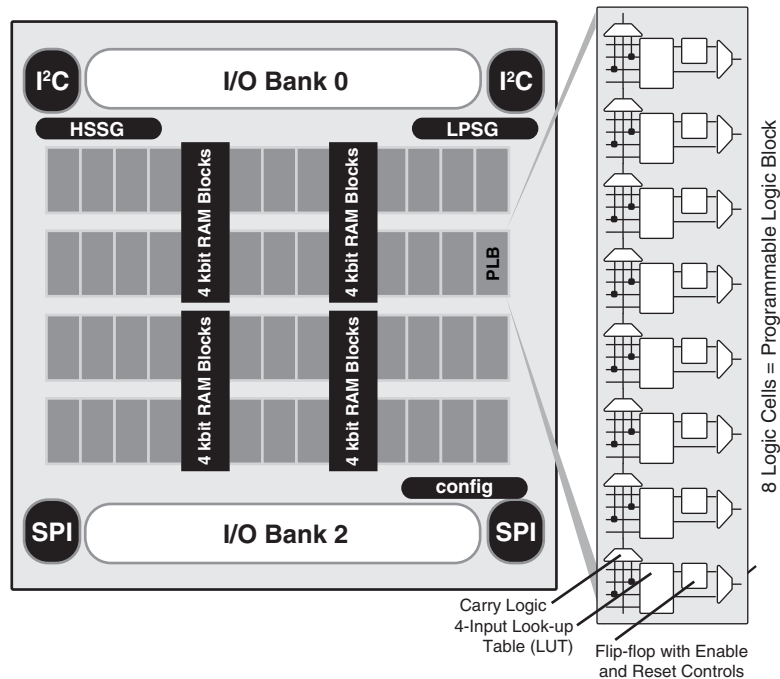 I²C
I/O Bank 0
I²C
HSSG
LPSG
4 kbit RAM Blocks
4 kbit RAM Blocks
PLB
4 kbit RAM Blocks
4 kbit RAM Blocks
config
SPI
I/O Bank 2
SPI
8 Logic Cells = Programmable Logic Block
Carry Logic
4-Input Look-up
Table (LUT)
Flip-flop with Enable
and Reset Controls